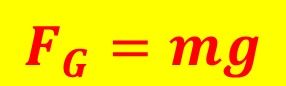 F_G = mg